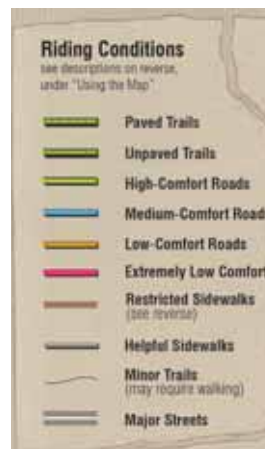 Riding Conditions
see descriptions on reverse,
under "Using the Map"
Paved Trails
Unpaved Trails
High-Comfort Roads
Medium-Comfort Road
Low-Comfort Roads
Extremely Low Comfort
Restricted Sidewalks
(see reverse)
Helpful Sidewalks
Minor Trails
(may require walking)
Major Streets